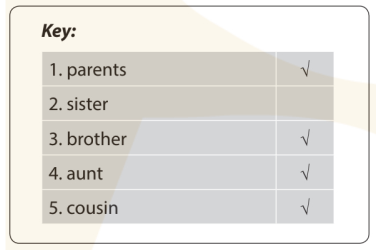 Key:
1. parents √
2. sister
3. brother √
4. aunt √
5. cousin √